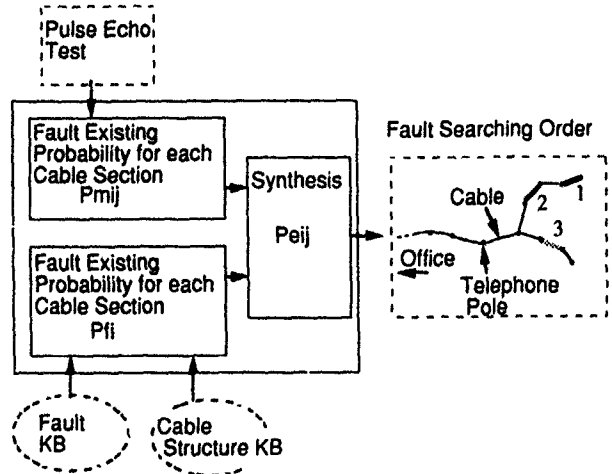 Pulse Echo
Test
Fault Existing
Probability for each
Cable Section
Pmij
Fault Existing
Probability for each
Cable Section
Pfi
Synthesis
Peij
Fault Searching Order
Cable
2
1
3
Office
Telephone
Pole
Fault
KB
Cable
Structure KB